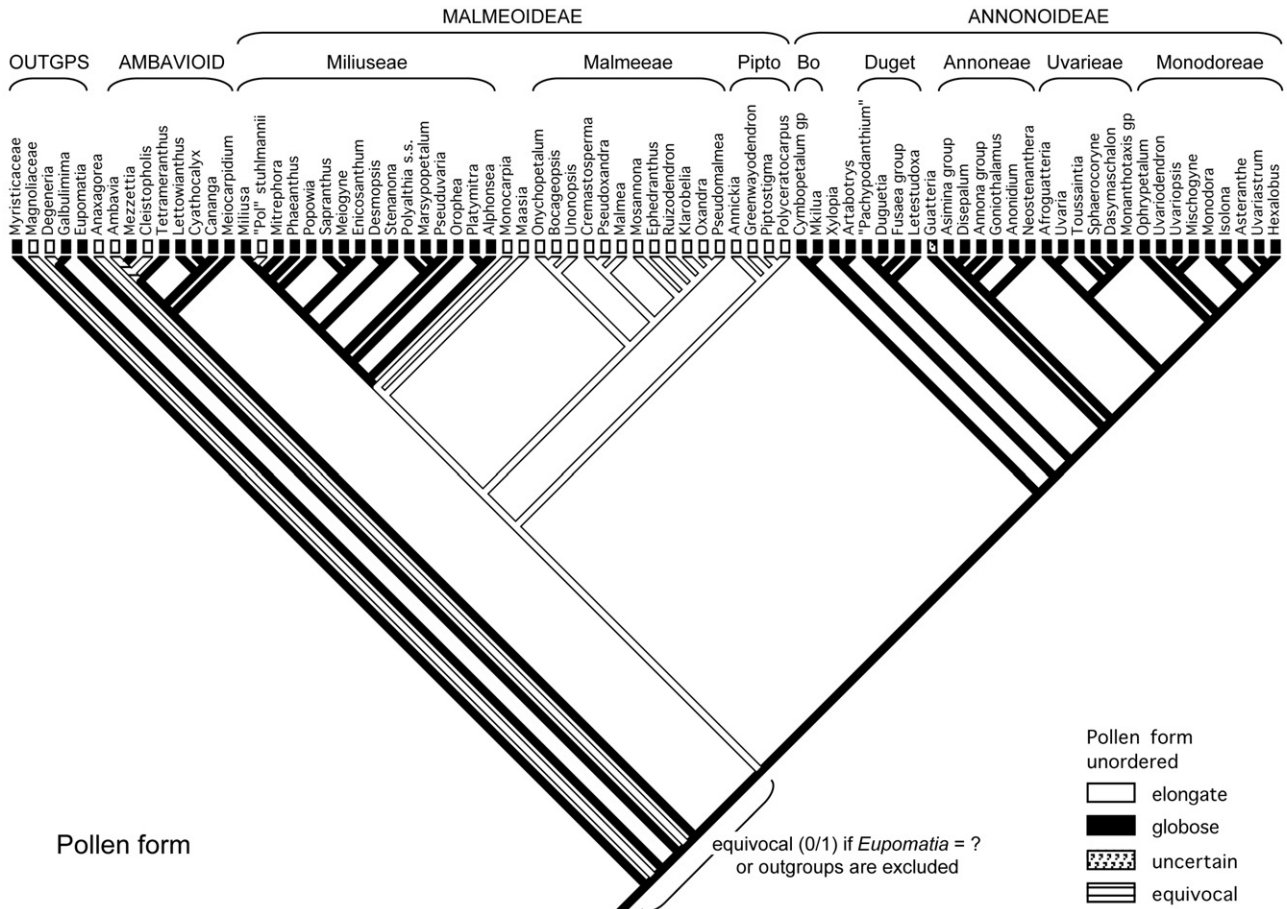 MALMEOIDEAE
ANNONOIDEAE
OUTGPS
AMBAVIOID
Miliuseae
Malmeeae
Pipto
Bo
Duget
Annoneae
Uvarieae
Monodoreae
Myristicaceae
Magnoliaceae
Degeneria
Galbulimima
Eupomatia
Anaxagorea
Ambavia
Mezzettia
Cleistopholis
Tetrameranthus
Lettowianthus
Cyathocalyx
Cananga
Meiocarpidium
Miliusa
"Pol" stuhlmannii
Mitrephora
Phaeanthus
Popowia
Sapranthus
Meiogyne
Enicosanthum
Desmopsis
Stenanona
Polyalthia s.s.
Marsypopetalum
Pseuduvaria
Orophea
Platymitra
Alphonsea
Monocarpia
Maasia
Onychopetalum
Bocageopsis
Unonopsis
Cremastosperma
Pseudoxandra
Malmea
Mosannona
Ephedranthus
Ruizodendron
Klarobelia
Oxandra
Pseudomalmea
Annickia
Greenwayodendron
Piptostigma
Polyceratocarpus
Cymbopetalum gp
Mkilua
Xylopia
Artabotrys
"Pachypodanthium"
Duguetia
Fusaea group
Letestudoxa
Guatteria
Asimina group
Disepalum
Annona group
Goniothalamus
Anonidium
Neostenanthera
Afroguatteria
Uvaria
Toussaintia
Sphaerocoryne
Dasymaschalon
Monanthotaxis gp
Ophrypetalum
Uvariodendron
Uvariopsis
Mischogyne
Monodora
Isolona
Asteranthe
Uvariastrum
Hexalobus
Pollen form
unordered
elongate
globose
uncertain
equivocal
equivocal (0/1) if Eupomatia = ?
or outgroups are excluded
Pollen form